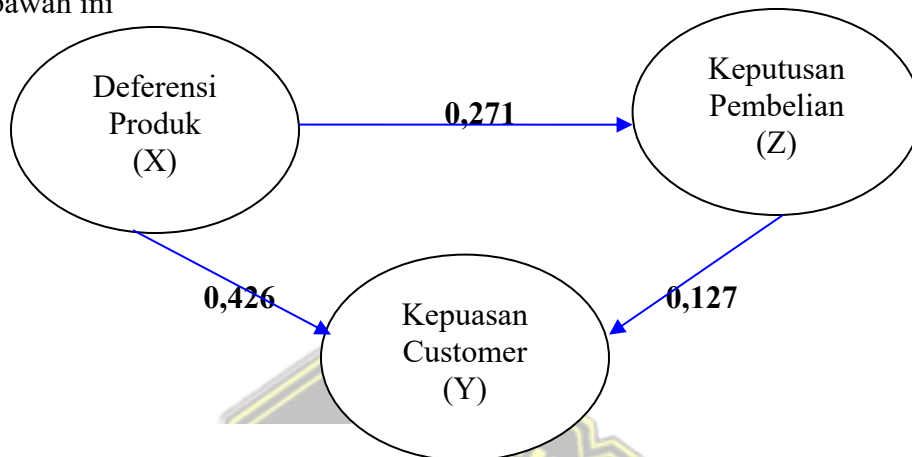 bawah ini
Deferensi
Produk
(X)
0,271
Keputusan
Pembelian
(Z)
0,426
0,127
Kepuasan
Customer
(Y)